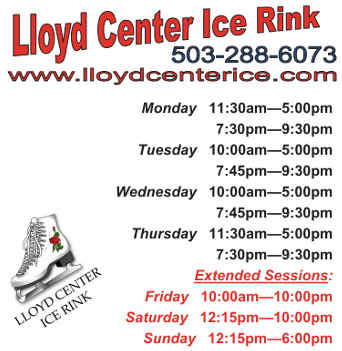 Lloyd Center Ice Rink
503-288-6073
www.lloydcenterice.com
Monday 11:30am—5:00pm
7:30pm—9:30pm
Tuesday 10:00am—5:00pm
7:45pm—9:30pm
Wednesday 10:00am—5:00pm
7:45pm—9:30pm
Thursday 11:30am—5:00pm
7:30pm—9:30pm
Extended Sessions:
Friday 10:00am—10:00pm
Saturday 12:15pm—10:00pm
Sunday 12:15pm—6:00pm
LLOYD CENTER
ICE RINK